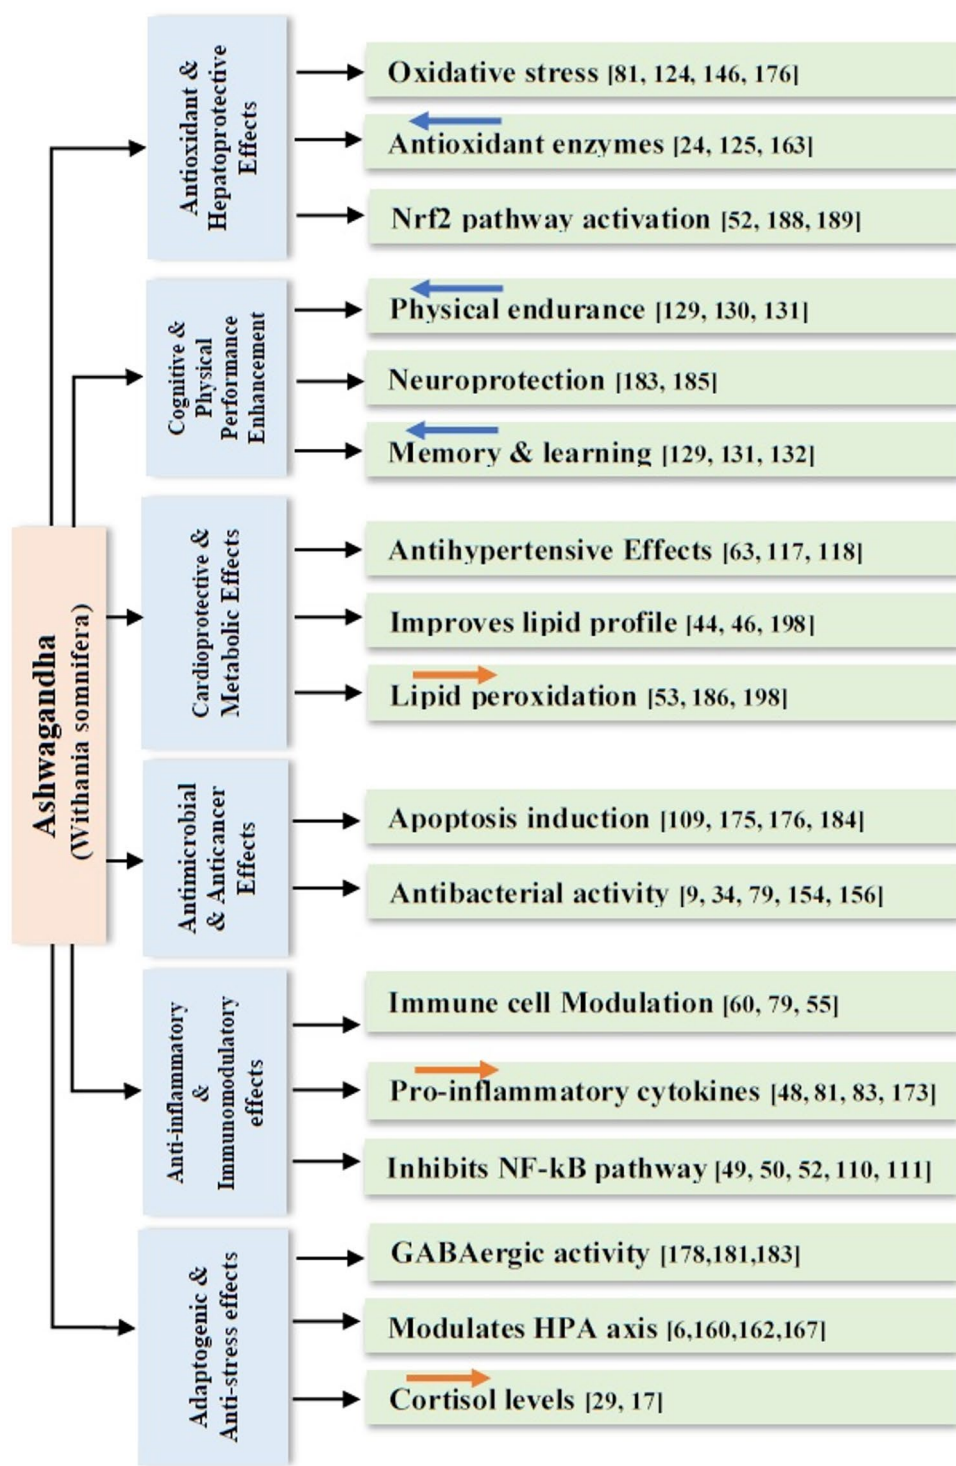 Ashwagandha
(Withania somnifera)
Antioxidant &
Hepatoprotective
Effects
Oxidative stress [81, 124, 146, 176]
Antioxidant enzymes [24, 125, 163]
Nrf2 pathway activation [52, 188, 189]
Cognitive &
Physical
Performance
Enhancement
Physical endurance [129, 130, 131]
Neuroprotection [183, 185]
Memory & learning [129, 131, 132]
Cardioprotective &
Metabolic Effects
Antihypertensive Effects [63, 117, 118]
Improves lipid profile [44, 46, 198]
Lipid peroxidation [53, 186, 198]
Antimicrobial
& Anticancer
Effects
Apoptosis induction [109, 175, 176, 184]
Antibacterial activity [9, 34, 79, 154, 156]
Anti-inflammatory
&
Immunomodulatory
effects
Immune cell Modulation [60, 79, 55]
Pro-inflammatory cytokines [48, 81, 83, 173]
Inhibits NF-kB pathway [49, 50, 52, 110, 111]
Adaptogenic &
Anti-stress effects
GABAergic activity [178,181,183]
Modulates HPA axis [6,160,162,167]
Cortisol levels [29, 17]